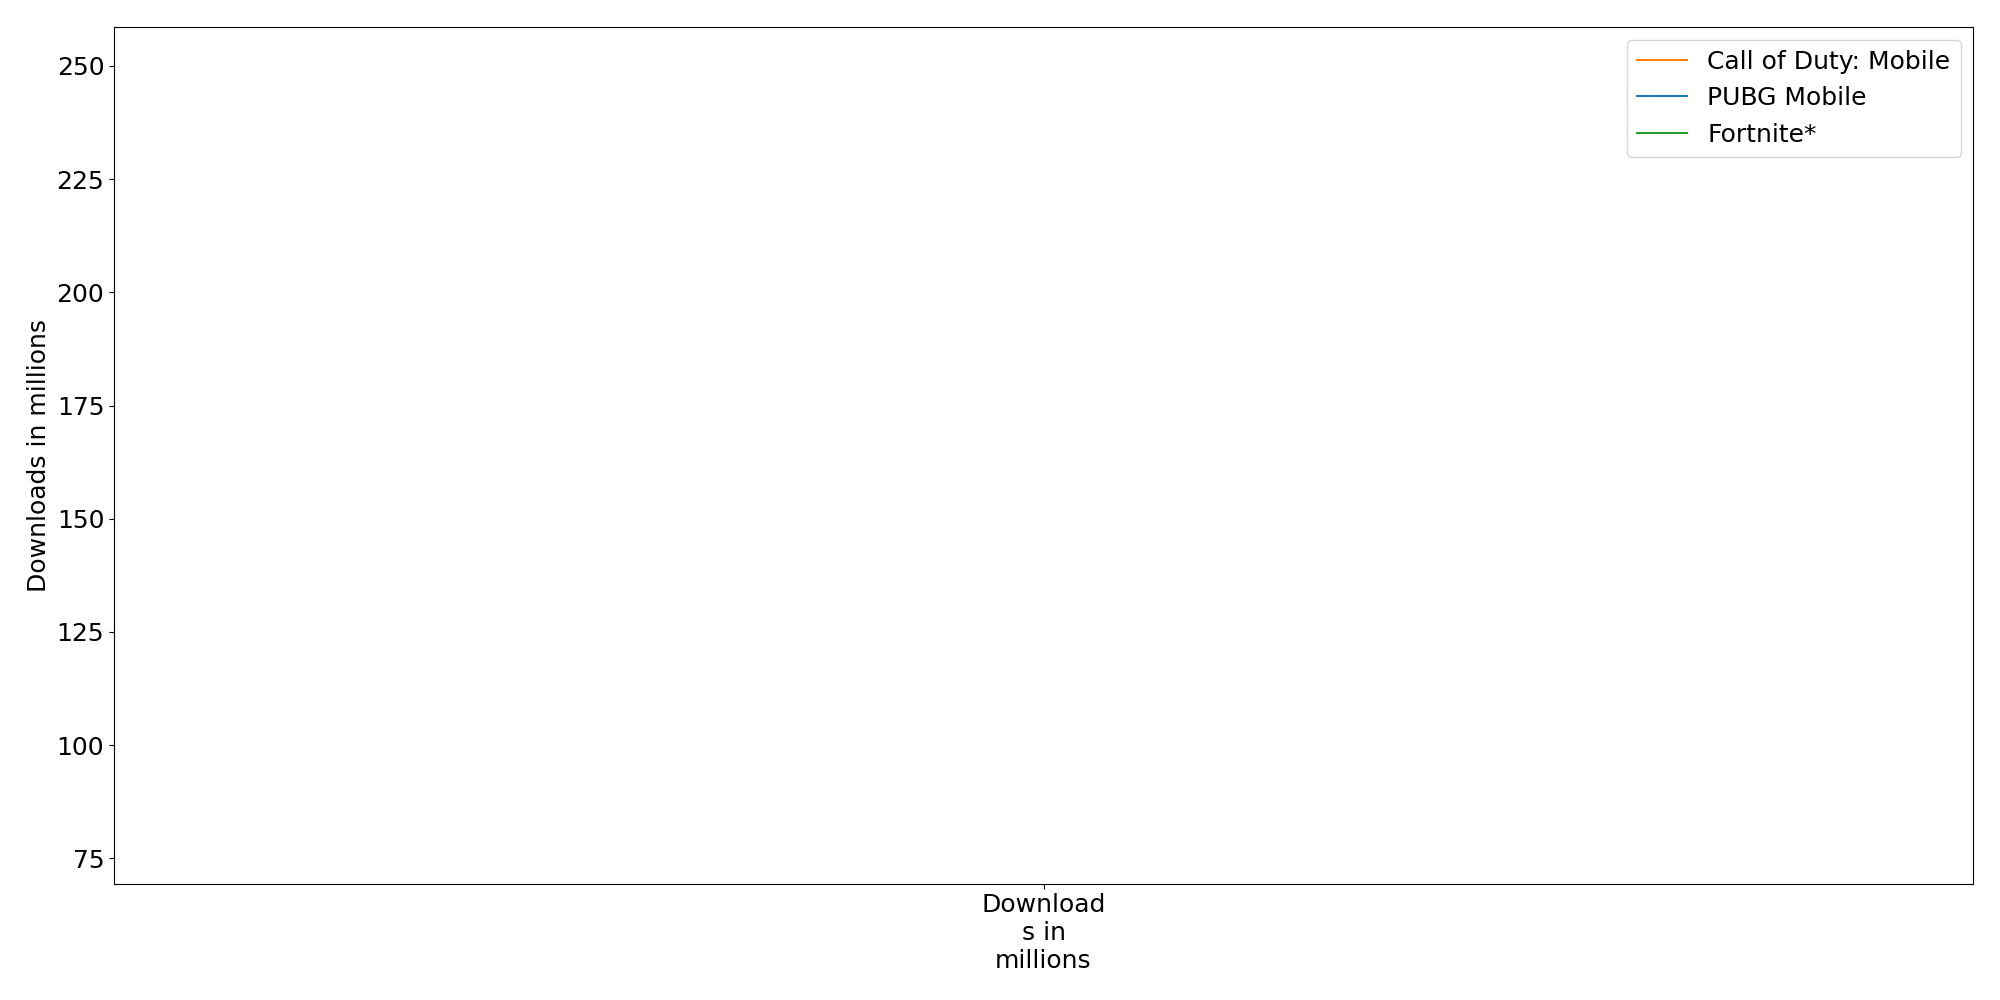 250
225
200
175
150
125
100
75
Downloads in millions
Call of Duty: Mobile
PUBG Mobile
Fortnite*
Download
s in
millions